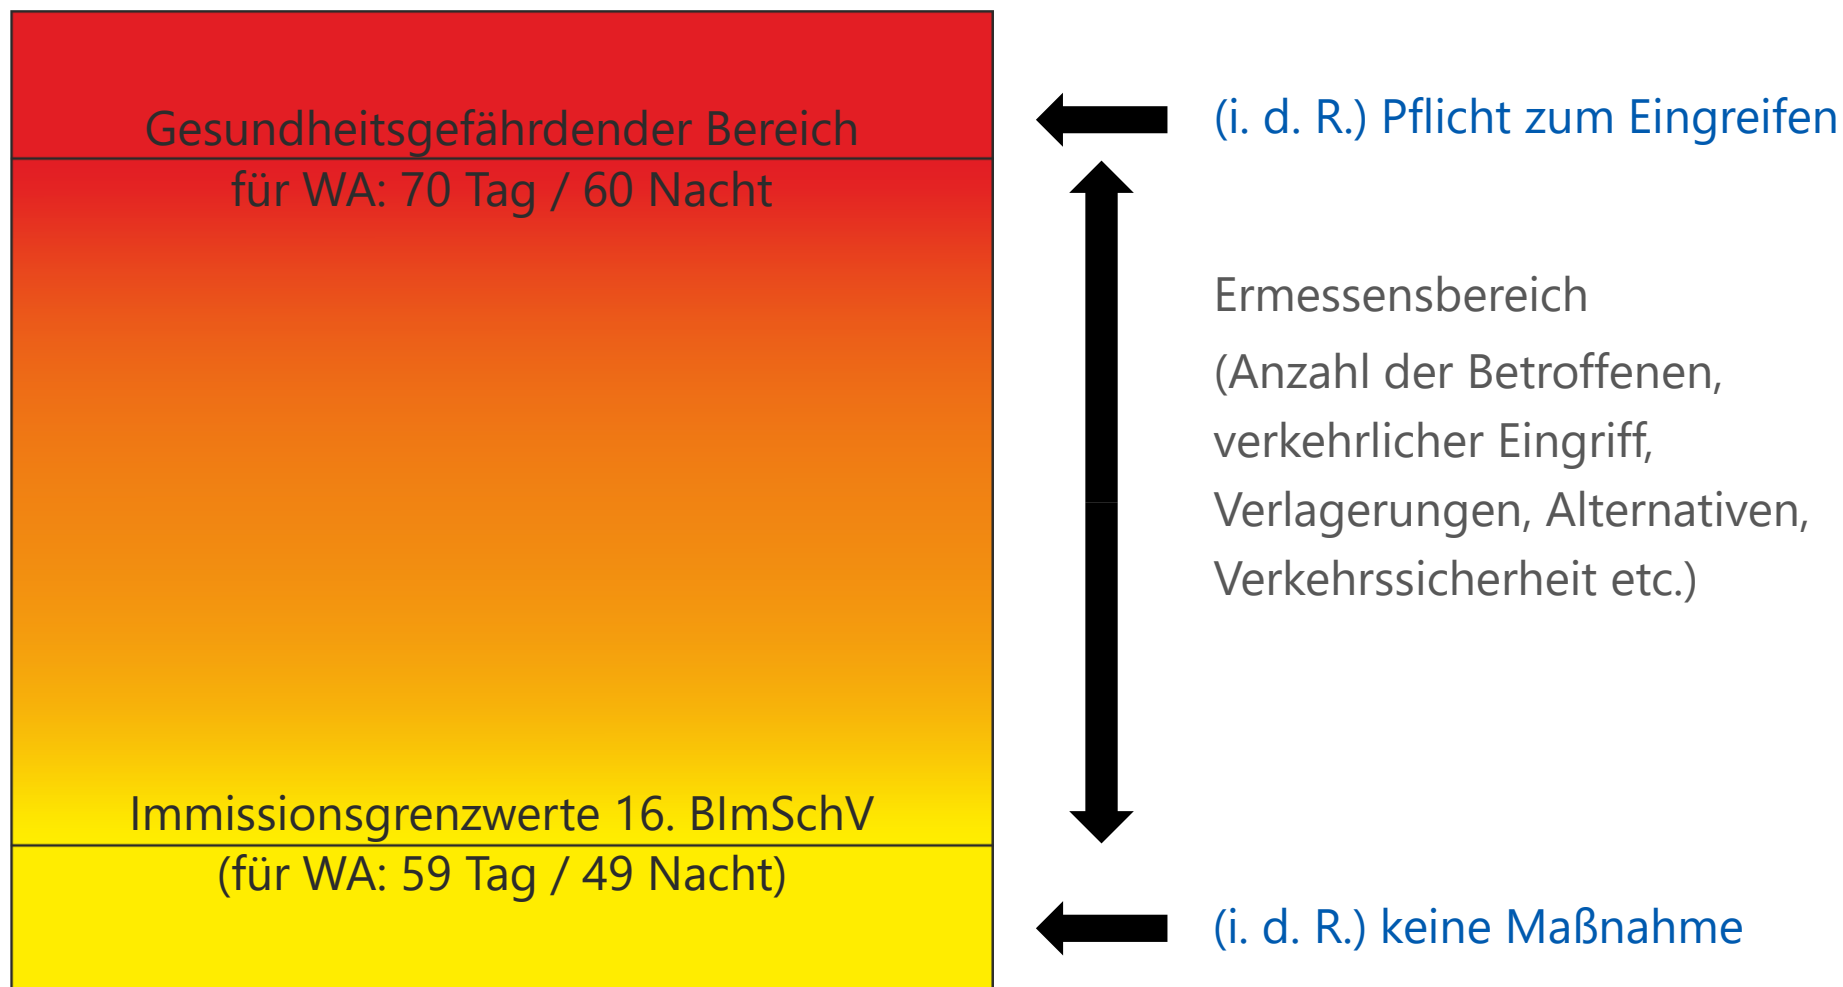 Gesundheitsgefährdender Bereich
für WA: 70 Tag / 60 Nacht
(i. d. R.) Pflicht zum Eingreifen
Ermessensbereich
(Anzahl der Betroffenen,
verkehrlicher Eingriff,
Verlagerungen, Alternativen,
Verkehrssicherheit etc.)
Immissionsgrenzwerte 16. BImSchV
(für WA: 59 Tag / 49 Nacht)
(i. d. R.) keine Maßnahme